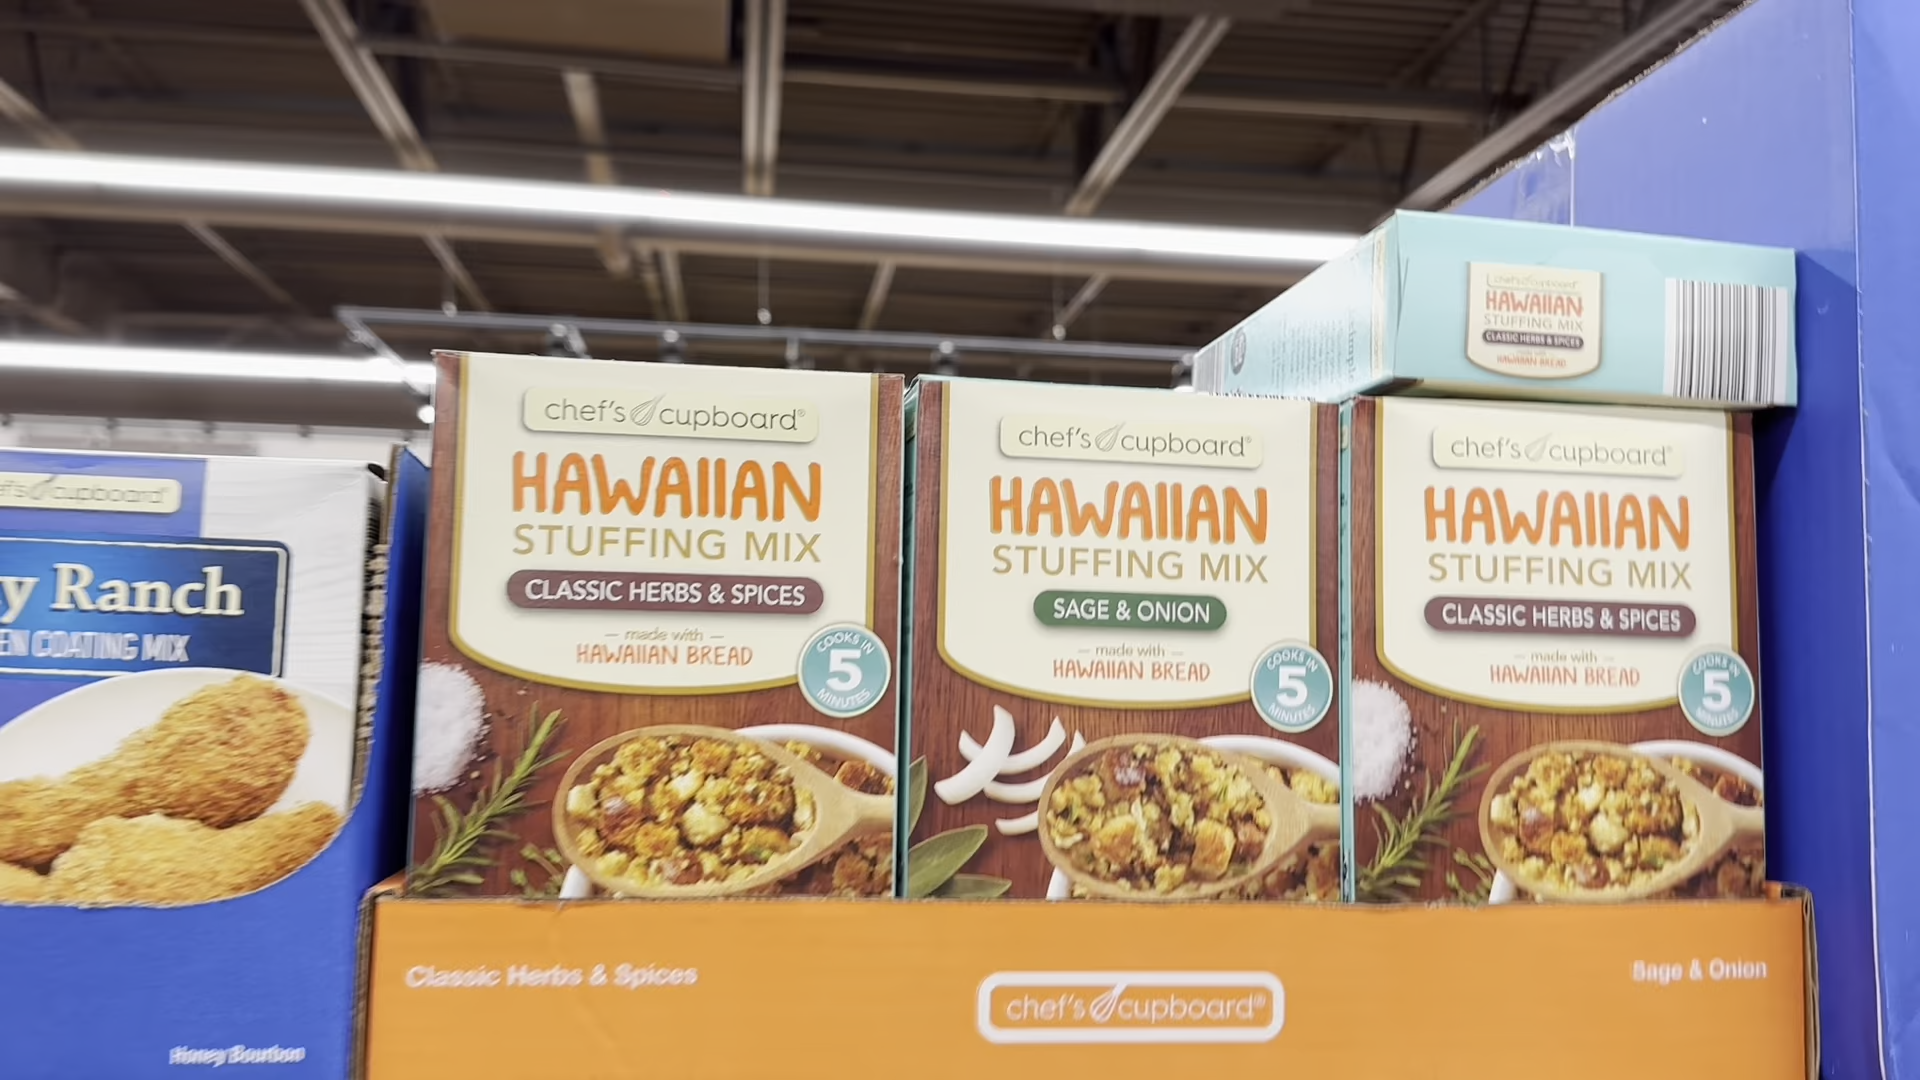 chef's cupboard®
HAWAIIAN
STUFFING MIX
CLASSIC HERBS & SPICES
made with
HAWAIIAN BREAD
chef's cupboard®
HAWAIIAN
STUFFING MIX
CLASSIC HERBS & SPICES
— made with —
HAWAIIAN BREAD
COOKS IN
5
MINUTES
chef's cupboard®
HAWAIIAN
STUFFING MIX
SAGE & ONION
— made with —
HAWAIIAN BREAD
COOKS IN
5
MINUTES
chef's cupboard®
HAWAIIAN
STUFFING MIX
CLASSIC HERBS & SPICES
— made with —
HAWAIIAN BREAD
COOKS IN
5
MINUTES
cupboard®
Ranch
COATING MIX
Honey Bourbon
Classic Herbs & Spices
chef's cupboard®
Sage & Onion